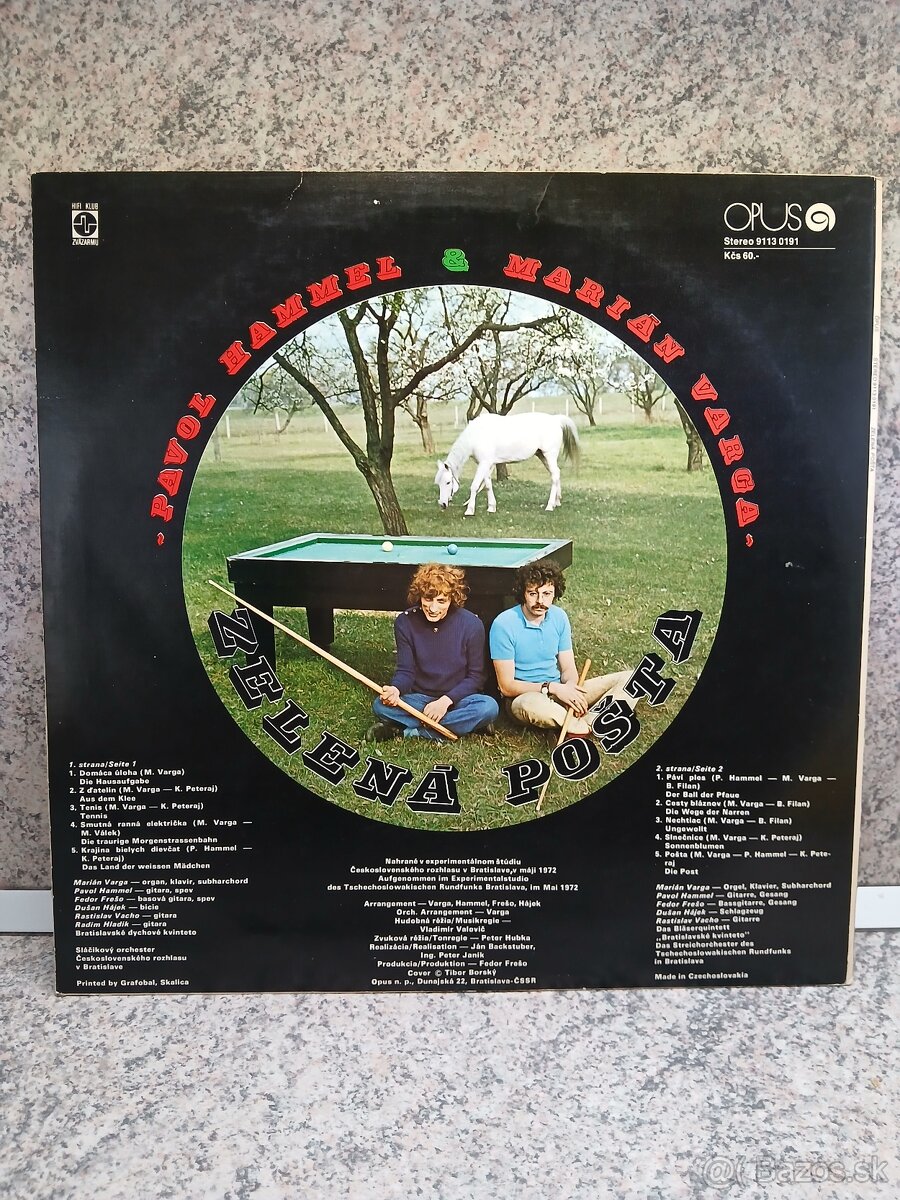 HIFI KLUB
ZVÄZARMU
OPUS
Stereo 9113 0191
Kčs 60.-
PAVOL HAMMEL & MARIÁN VARGA
ZELENÁ POŠTA
1. strana/Seite 1
1. Domáca úloha (M. Varga)
Die Hausaufgabe
2. Z ďatelín (M. Varga — K. Peteraj)
Aus dem Klee
3. Tenis (M. Varga — K. Peteraj)
Tennis
4. Smutná ranná električka (M. Varga —
M. Válek)
Die traurige Morgenstrassenbahn
5. Krajina bielych dievčat (P. Hammel —
K. Peteraj)
Das Land der weissen Mädchen
Marián Varga — organ, klavír, subharchord
Pavol Hammel — gitara, spev
Fedor Frešo — basová gitara, spev
Dušan Hájek — bicie
Rastislav Vacho — gitara
Radim Hladík — gitara
Bratislavské dychové kvinteto
Sláčikový orchester
Československého rozhlasu
v Bratislave
Printed by Grafobal, Skalica
Nahrané v experimentálnom štúdiu
Československého rozhlasu v Bratislave,v máji 1972
Aufgenommen im Experimentalstudio
des Tschechoslowakischen Rundfunks Bratislava, im Mai 1972
Arrangement — Varga, Hammel, Frešo, Hájek
Orch. Arrangement — Varga
Hudobná réžia/Musikregie —
Vladimír Valovič
Zvuková réžia/Tonregie — Peter Hubka
Realizácia/Realisation — Ján Backstuber,
Ing. Peter Janík
Produkcia/Produktion — Fedor Frešo
Cover © Tibor Borský
Opus n. p., Dunajská 22, Bratislava-ČSSR
2. strana/Seite 2
1. Páví ples (P. Hammel — M. Varga —
B. Filan)
Der Ball der Pfaue
2. Cesty bláznov (M. Varga — B. Filan)
Die Wege der Narren
3. Nechtiac (M. Varga — B. Filan)
Ungewollt
4. Slnečnice (M. Varga — K. Peteraj)
Sonnenblumen
5. Pošta (M. Varga — P. Hammel — K. Pete-
raj)
Die Post
Marián Varga — Orgel, Klavier, Subharchord
Pavol Hammel — Gitarre, Gesang
Fedor Frešo — Bassgitarre, Gesang
Dušan Hájek — Schlagzeug
Rastislav Vacho — Gitarre
Das Bläserquintett
„Bratislavské kvinteto"
Das Streichorchester des
Tschechoslowakischen Rundfunks
in Bratislava
Made in Czechoslovakia
Bazos.sk